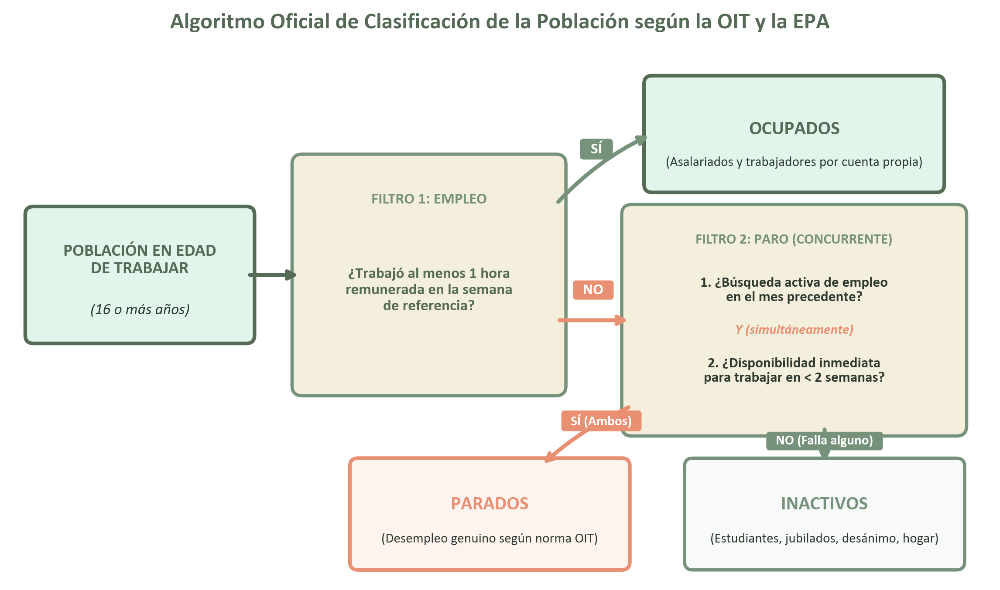 Algoritmo Oficial de Clasificación de la Población según la OIT y la EPA
POBLACIÓN EN EDAD
DE TRABAJAR
(16 o más años)
FILTRO 1: EMPLEO
¿Trabajó al menos 1 hora
remunerada en la semana
de referencia?
SÍ
OCUPADOS
(Asalariados y trabajadores por cuenta propia)
NO
FILTRO 2: PARO (CONCURRENTE)
1. ¿Búsqueda activa de empleo
en el mes precedente?
Y (simultáneamente)
2. ¿Disponibilidad inmediata
para trabajar en < 2 semanas?
SÍ (Ambos)
PARADOS
(Desempleo genuino según norma OIT)
NO (Falla alguno)
INACTIVOS
(Estudiantes, jubilados, desánimo, hogar)